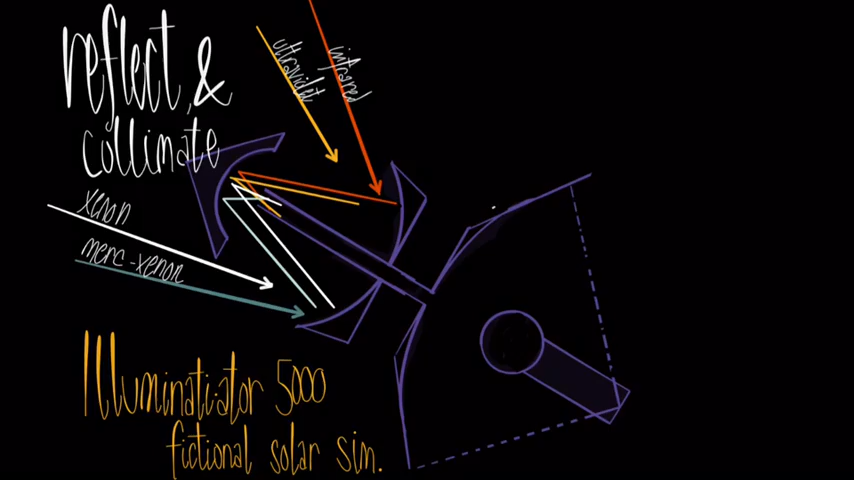 reflect, &
collimate
ultraviolet
infrared
xenon
merc-xenon
Illuminatiator 5000
fictional solar sim.